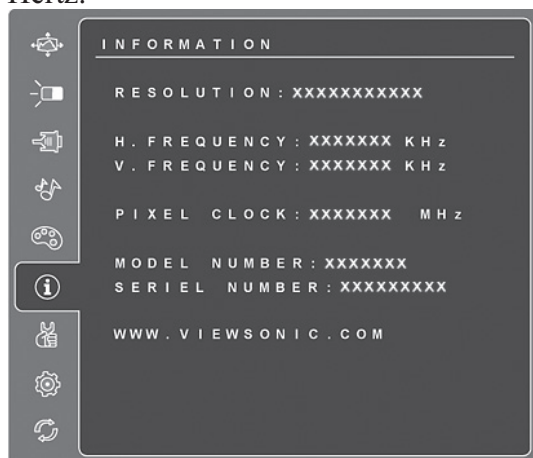 Hertz.
INFORMATION
RESOLUTION: XXXXXXXXXXX
H. FREQUENCY: XXXXXXX KHz
V. FREQUENCY: XXXXXXX KHz
PIXEL CLOCK: XXXXXXX MHz
MODEL NUMBER: XXXXXXX
SERIEL NUMBER: XXXXXXXXX
WWW.VIEWSONIC.COM